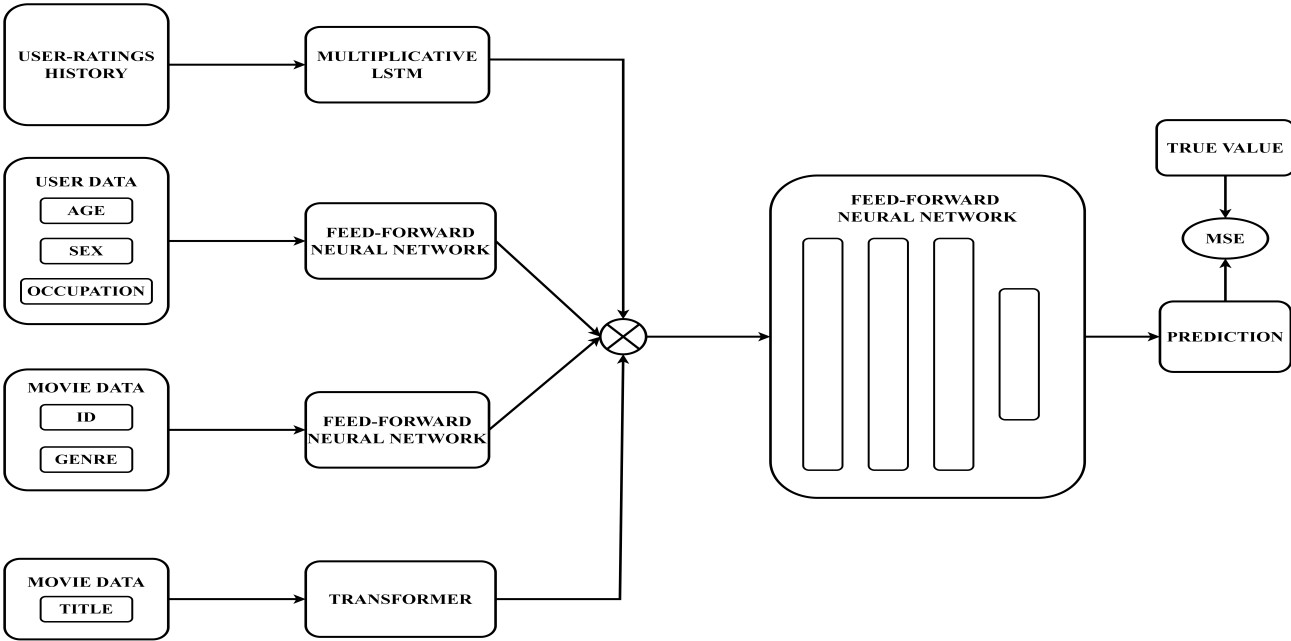 USER-RATINGS
HISTORY
MULTIPLICATIVE
LSTM
USER DATA
AGE
SEX
OCCUPATION
FEED-FORWARD
NEURAL NETWORK
MOVIE DATA
ID
GENRE
FEED-FORWARD
NEURAL NETWORK
MOVIE DATA
TITLE
TRANSFORMER
FEED-FORWARD
NEURAL NETWORK
TRUE VALUE
MSE
PREDICTION